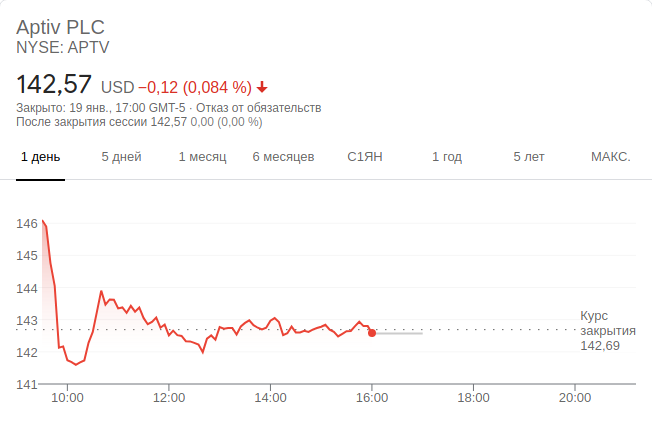 Aptiv PLC
NYSE: APTV
142,57 USD −0,12 (0,084 %)
Закрыто: 19 янв., 17:00 GMT-5 · Отказ от обязательств
После закрытия сессии 142,57 0,00 (0,00 %)
1 день 5 дней 1 месяц 6 месяцев С1ЯН 1 год 5 лет МАКС.
146
145
144
143
142
141
Курс
закрытия
142,69
10:00 12:00 14:00 16:00 18:00 20:00